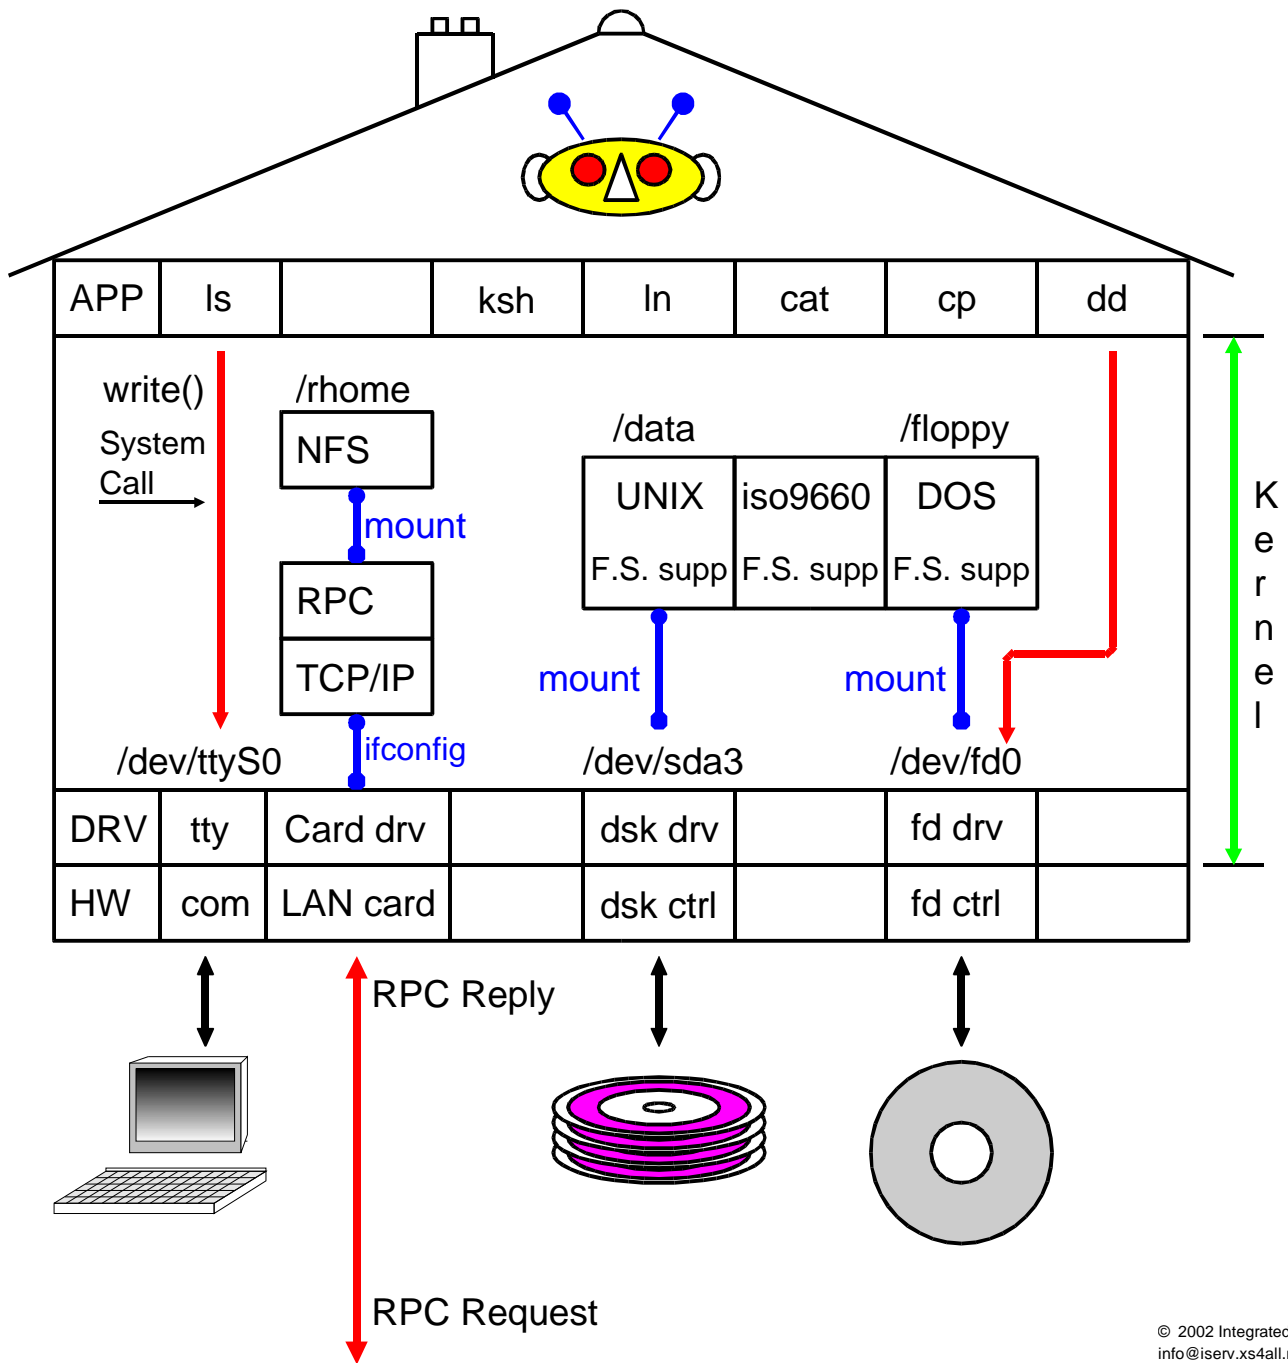 APP ls ksh ln cat cp dd
write() /rhome
System
Call
NFS
/data /floppy
UNIX iso9660 DOS
F.S. supp F.S. supp F.S. supp
mount
RPC
TCP/IP
mount mount
ifconfig
/dev/ttyS0 /dev/sda3 /dev/fd0
Kernel
DRV tty Card drv dsk drv fd drv
HW com LAN card dsk ctrl fd ctrl
RPC Reply
RPC Request
© 2002 Integrated
info@iserv.xs4all.